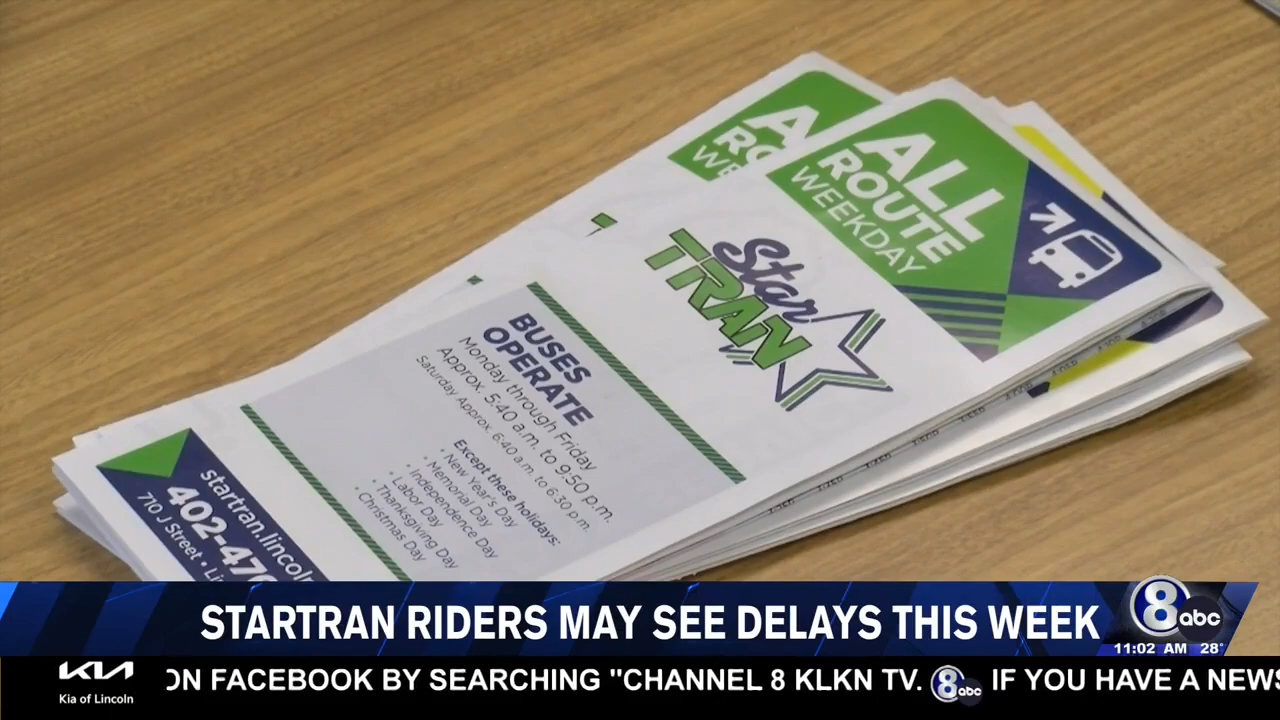 ALL
ROUTE
WEEKDAY
Star
TRAN
BUSES
OPERATE
Monday through Friday
Approx. 5:40 a.m. to 9:50 p.m.
Saturday Approx. 6:40 a.m. to 6:30 p.m.
Except these holidays:
• New Year's Day
• Memorial Day
• Independence Day
• Labor Day
• Thanksgiving Day
• Christmas Day
402-47
710 J Street •
STARTRAN RIDERS MAY SEE DELAYS THIS WEEK
8 abc
11:02 AM 28°
KIA
Kia of Lincoln
ON FACEBOOK BY SEARCHING "CHANNEL 8 KLKN TV. 8abc IF YOU HAVE A NEWS